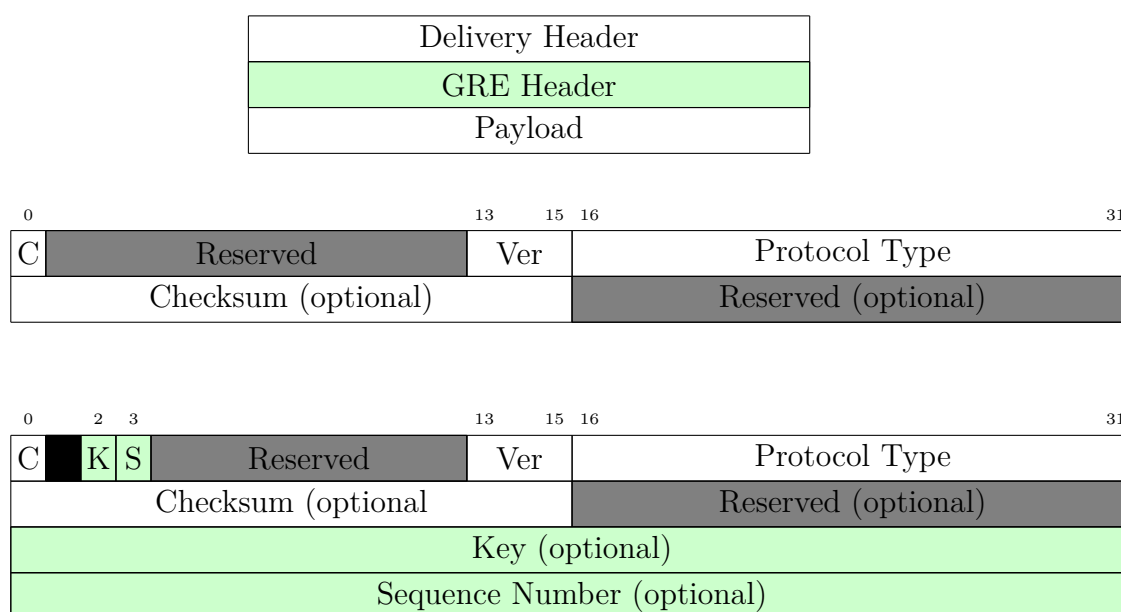 Delivery Header
GRE Header
Payload
0 13 15 16 31
C Reserved Ver Protocol Type
Checksum (optional) Reserved (optional)
0 2 3 13 15 16 31
C K S Reserved Ver Protocol Type
Checksum (optional Reserved (optional)
Key (optional)
Sequence Number (optional)